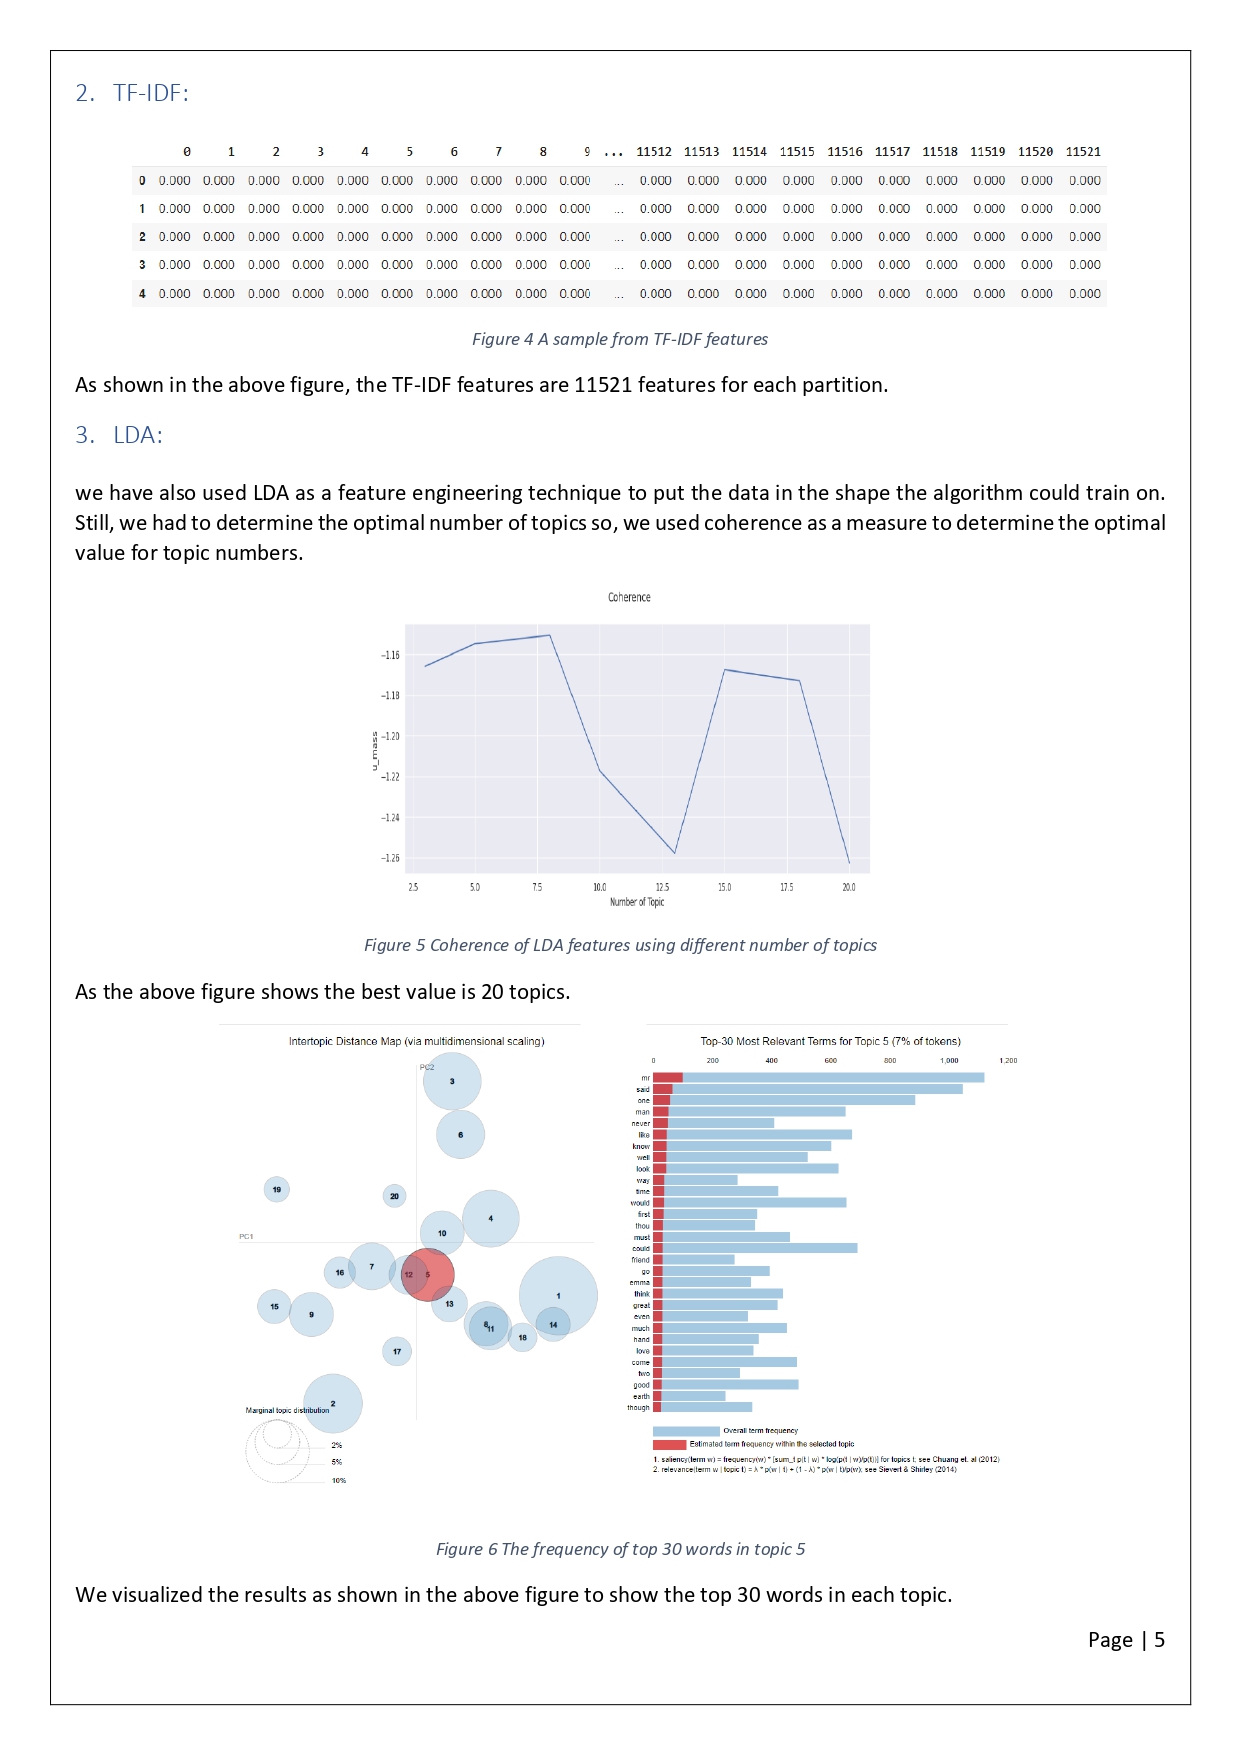 2. TF-IDF:
0 1 2 3 4 5 6 7 8 9 ... 11512 11513 11514 11515 11516 11517 11518 11519 11520 11521
0 0.000 0.000 0.000 0.000 0.000 0.000 0.000 0.000 0.000 0.000 ... 0.000 0.000 0.000 0.000 0.000 0.000 0.000 0.000 0.000 0.000
1 0.000 0.000 0.000 0.000 0.000 0.000 0.000 0.000 0.000 0.000 ... 0.000 0.000 0.000 0.000 0.000 0.000 0.000 0.000 0.000 0.000
2 0.000 0.000 0.000 0.000 0.000 0.000 0.000 0.000 0.000 0.000 ... 0.000 0.000 0.000 0.000 0.000 0.000 0.000 0.000 0.000 0.000
3 0.000 0.000 0.000 0.000 0.000 0.000 0.000 0.000 0.000 0.000 ... 0.000 0.000 0.000 0.000 0.000 0.000 0.000 0.000 0.000 0.000
4 0.000 0.000 0.000 0.000 0.000 0.000 0.000 0.000 0.000 0.000 ... 0.000 0.000 0.000 0.000 0.000 0.000 0.000 0.000 0.000 0.000
Figure 4 A sample from TF-IDF features
As shown in the above figure, the TF-IDF features are 11521 features for each partition.
3. LDA:
we have also used LDA as a feature engineering technique to put the data in the shape the algorithm could train on.
Still, we had to determine the optimal number of topics so, we used coherence as a measure to determine the optimal
value for topic numbers.
Coherence
−1.16
−1.18
−1.20
u_mass
−1.22
−1.24
−1.26
2.5 5.0 7.5 10.0 12.5 15.0 17.5 20.0
Number of Topic
Figure 5 Coherence of LDA features using different number of topics
As the above figure shows the best value is 20 topics.
Intertopic Distance Map (via multidimensional scaling)
PC2
3
6
19
20
4
10
PC1
7
16
12
5
1
13
15
9
8
11
14
18
17
2
Marginal topic distribution
2%
5%
10%
Top-30 Most Relevant Terms for Topic 5 (7% of tokens)
0 200 400 600 800 1,000 1,200
mr
said
one
man
never
like
know
well
look
way
time
would
first
thou
must
could
friend
go
emma
think
great
even
much
hand
love
come
two
good
earth
though
Overall term frequency
Estimated term frequency within the selected topic
1. saliency(term w) = frequency(w) * [sum_t p(t | w) * log(p(t | w)/p(t))] for topics t; see Chuang et. al (2012)
2. relevance(term w | topic t) = λ * p(w | t) + (1 - λ) * p(w | t)/p(w); see Sievert & Shirley (2014)
Figure 6 The frequency of top 30 words in topic 5
We visualized the results as shown in the above figure to show the top 30 words in each topic.
Page | 5